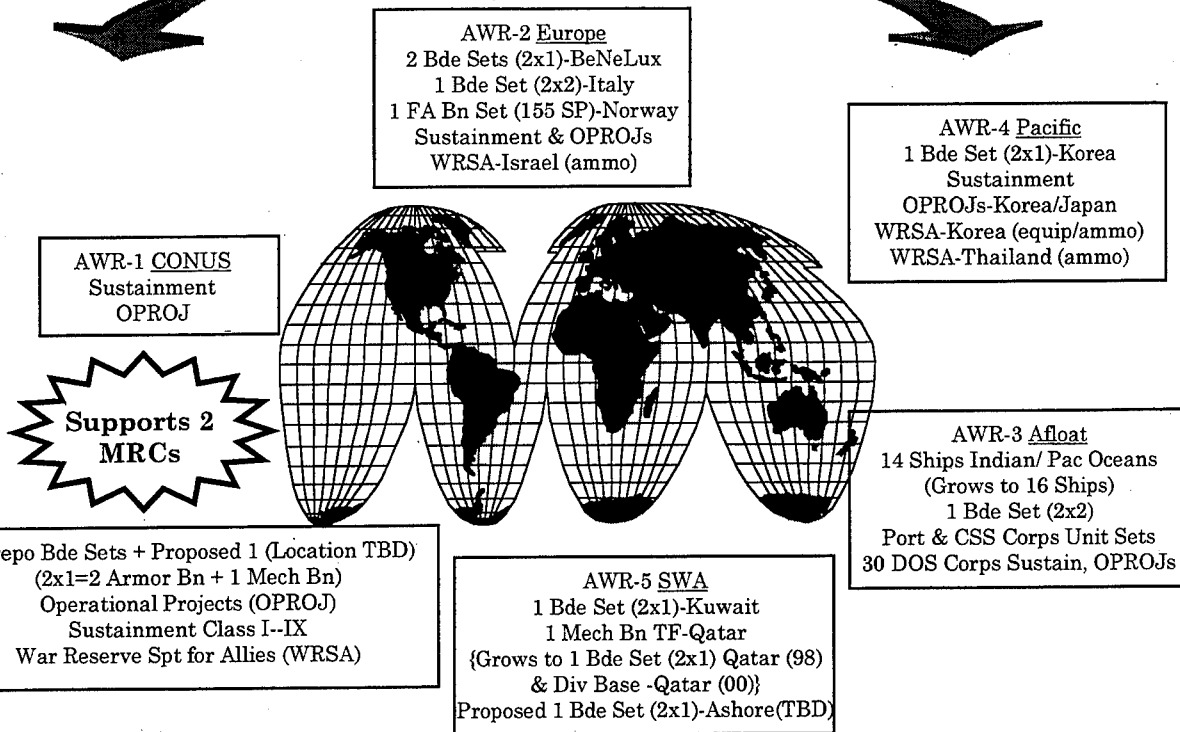 AWR-2 Europe
2 Bde Sets (2x1)-BeNeLux
1 Bde Set (2x2)-Italy
1 FA Bn Set (155 SP)-Norway
Sustainment & OPROJs
WRSA-Israel (ammo)
AWR-4 Pacific
1 Bde Set (2x1)-Korea
Sustainment
OPROJs-Korea/Japan
WRSA-Korea (equip/ammo)
WRSA-Thailand (ammo)
AWR-1 CONUS
Sustainment
OPROJ
Supports 2
MRCs
AWR-3 Afloat
14 Ships Indian/ Pac Oceans
(Grows to 16 Ships)
1 Bde Set (2x2)
Port & CSS Corps Unit Sets
30 DOS Corps Sustain, OPROJs
Bde Sets + Proposed 1 (Location TBD)
(2x1=2 Armor Bn + 1 Mech Bn)
Operational Projects (OPROJ)
Sustainment Class I--IX
War Reserve Spt for Allies (WRSA)
AWR-5 SWA
1 Bde Set (2x1)-Kuwait
1 Mech Bn TF-Qatar
{Grows to 1 Bde Set (2x1) Qatar (98)
& Div Base -Qatar (00)}
Proposed 1 Bde Set (2x1)-Ashore(TBD)